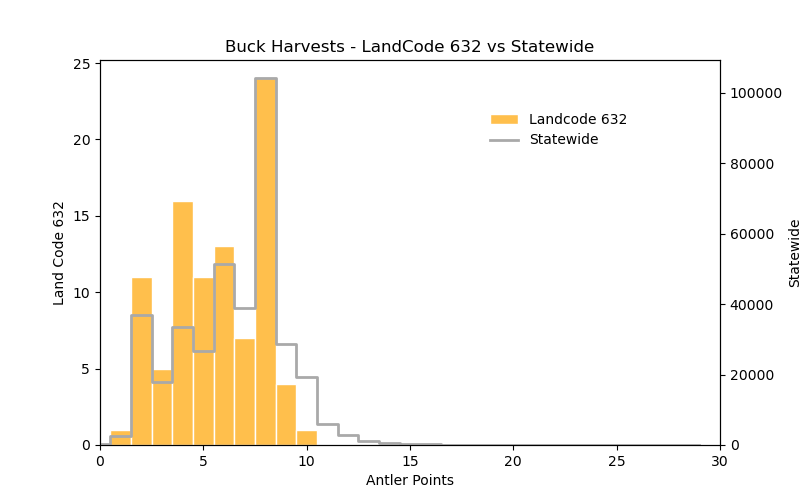 Buck Harvests - LandCode 632 vs Statewide
25
20
15
10
5
0
Land Code 632
Landcode 632
Statewide
100000
80000
60000
40000
20000
0
Statewide
0 5 10 15 20 25 30
Antler Points